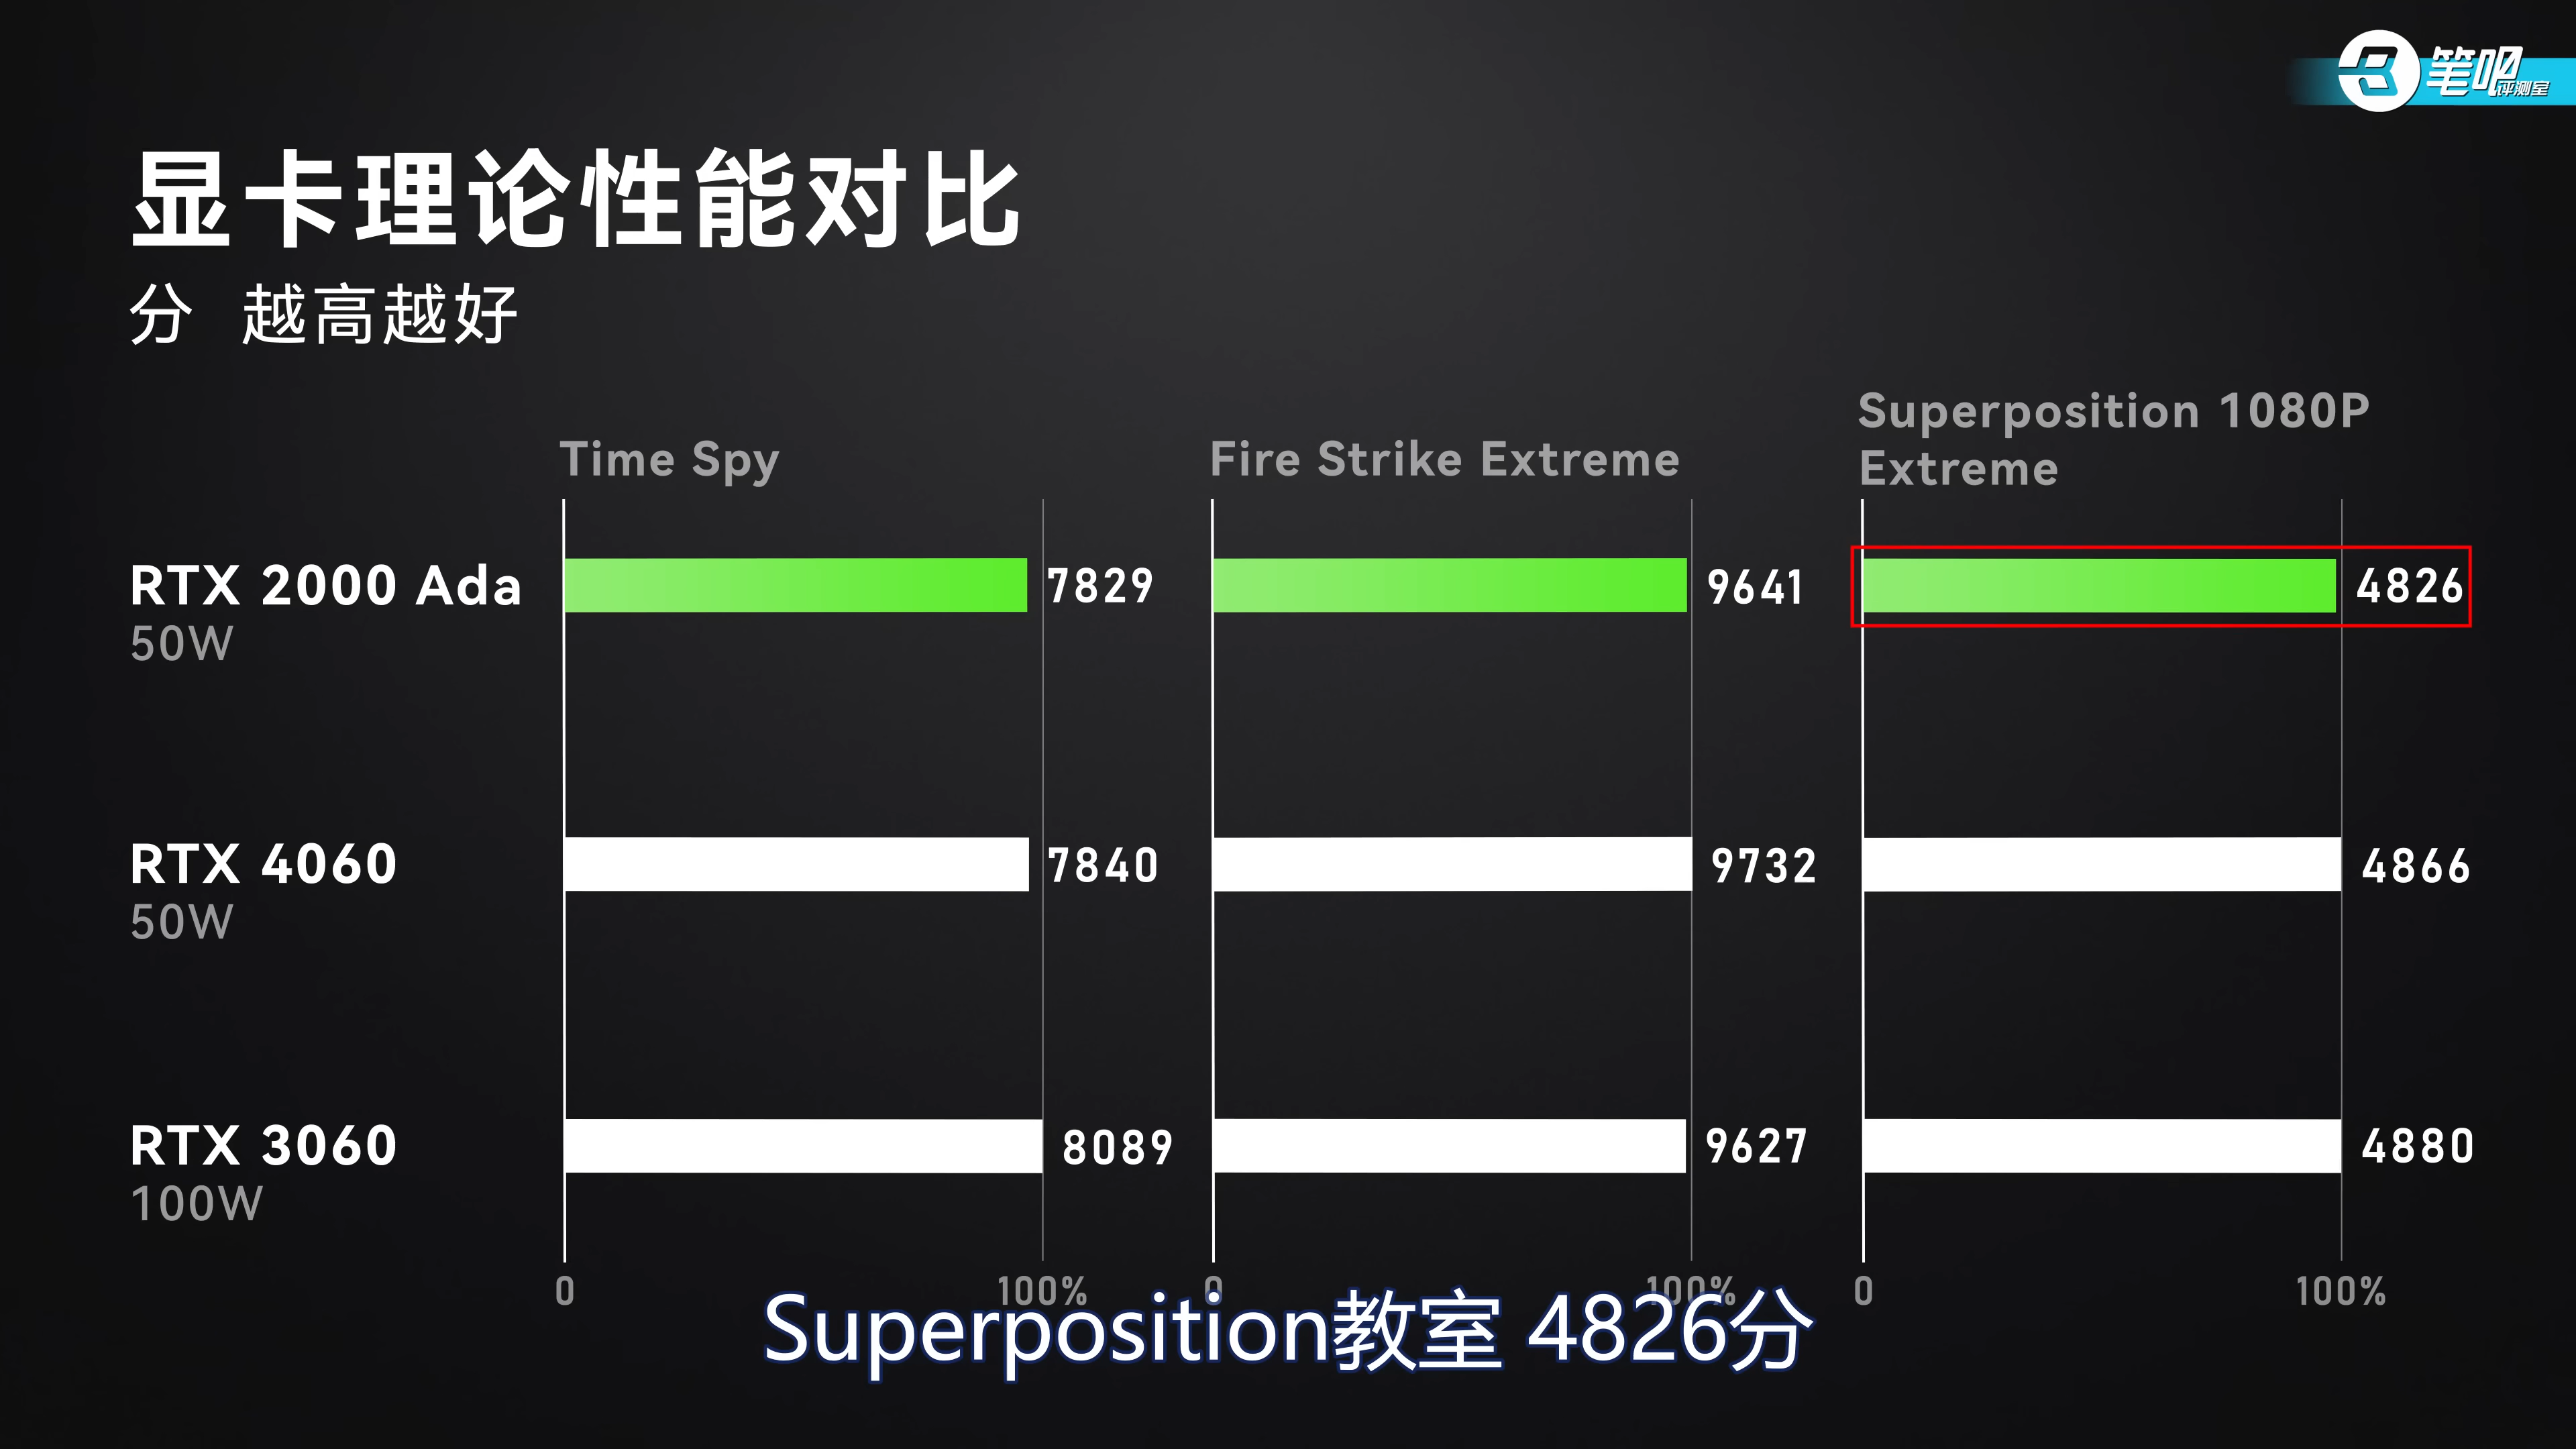 笔吧评测室
显卡理论性能对比
分 越高越好
Time Spy
Fire Strike Extreme
Superposition 1080P
Extreme
RTX 2000 Ada
50W
7829
9641
4826
RTX 4060
50W
7840
9732
4866
RTX 3060
100W
8089
9627
4880
0
100%
0
100%
0
100%
Superposition教室 4826分